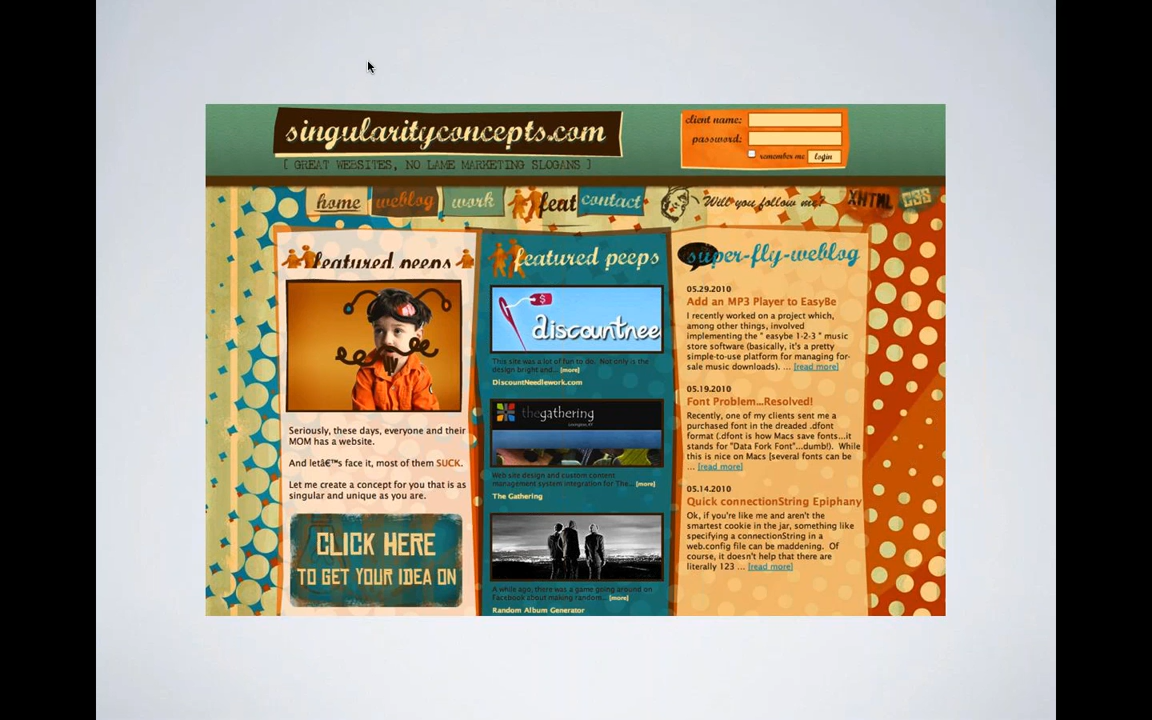 singularityconcepts.com
[ GREAT WEBSITES, NO LAME MARKETING SLOGANS ]
client name:
password:
remember me
login
home
weblog
work
feat
contact
Will you follow me?
XHTML
CSS
featured peeps
Seriously, these days, everyone and their
MOM has a website.
And letâ€™s face it, most of them SUCK.
Let me create a concept for you that is as
singular and unique as you are.
CLICK HERE
TO GET YOUR IDEA ON
featured peeps
$
discountnee
This site was a lot of fun to do. Not only is the
design bright and... [more]
DiscountNeedlework.com
thegathering
Lexington, KY
Web site design and custom content
management system integration for The... [more]
The Gathering
A while ago, there was a game going around on
Facebook about making random... [more]
Random Album Generator
super-fly-weblog
05.29.2010
Add an MP3 Player to EasyBe
I recently worked on a project which,
among other things, involved
implementing the " easybe 1-2-3 " music
store software (basically, it's a pretty
simple-to-use platform for managing for-
sale music downloads). ... [read more]
05.19.2010
Font Problem...Resolved!
Recently, one of my clients sent me a
purchased font in the dreaded .dfont
format (.dfont is how Macs save fonts...it
stands for "Data Fork Font"...dumb!). While
this is nice on Macs [several fonts can be
... [read more]
05.14.2010
Quick connectionString Epiphany
Ok, if you're like me and aren't the
smartest cookie in the jar, something like
specifying a connectionString in a
web.config file can be maddening. Of
course, it doesn't help that there are
literally 123 ... [read more]